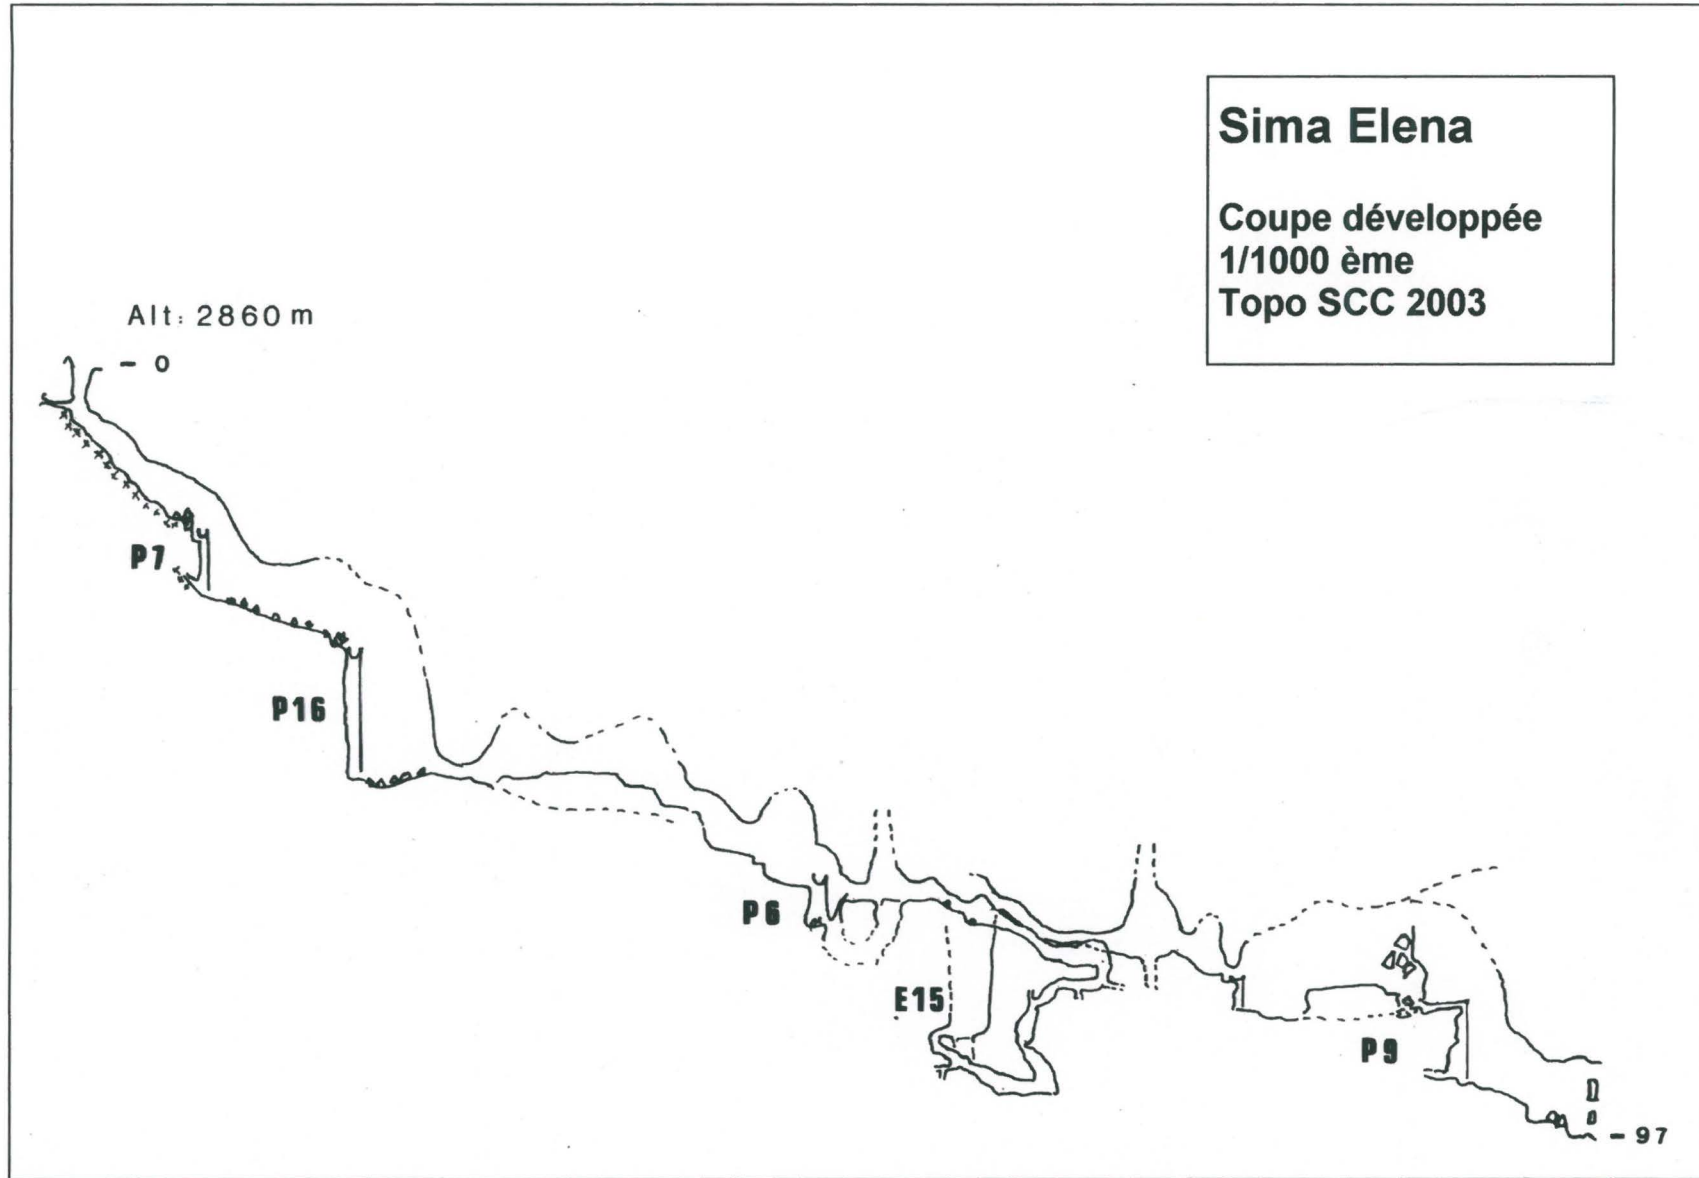 Sima Elena
Coupe développée
1/1000 ème
Topo SCC 2003
Alt: 2860 m
- 0
P7
P16
P6
E15
P9
- 97